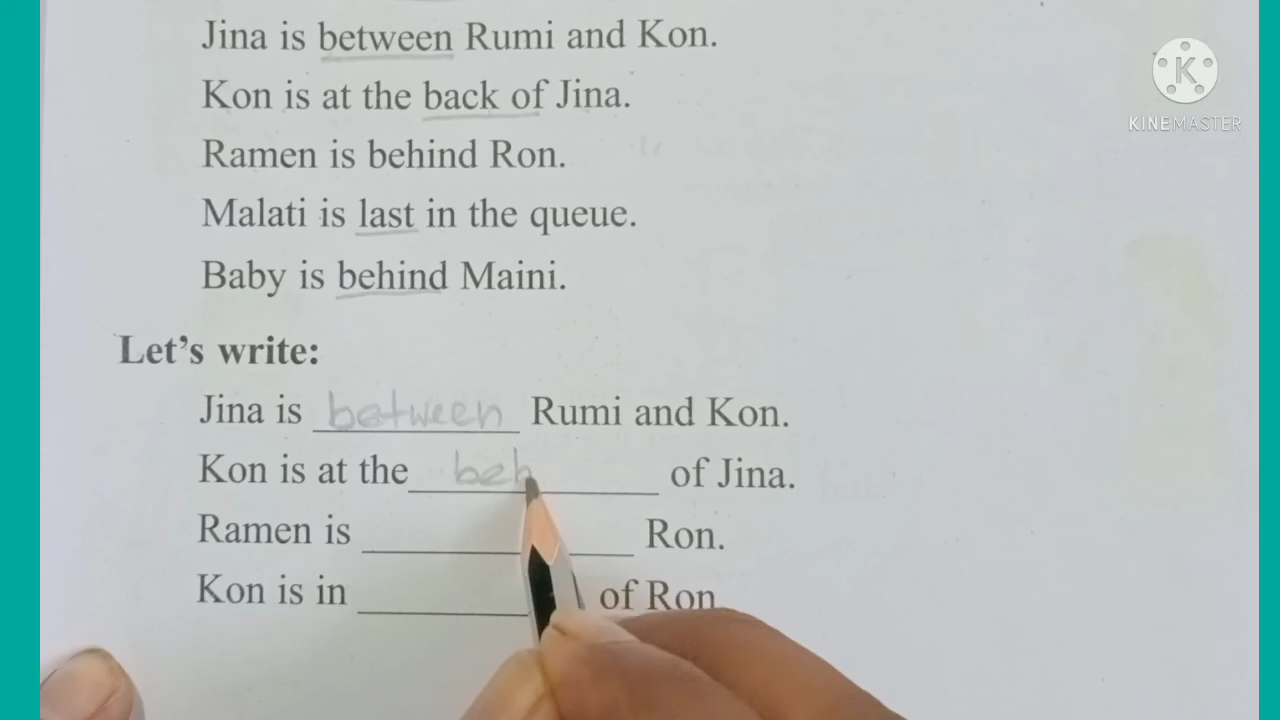 Jina is between Rumi and Kon.
Kon is at the back of Jina.
Ramen is behind Ron.
Malati is last in the queue.
Baby is behind Maini.
Let's write:
Jina is between Rumi and Kon.
Kon is at the beh of Jina.
Ramen is ____ Ron.
Kon is in ____ of Ron
KINEMASTER